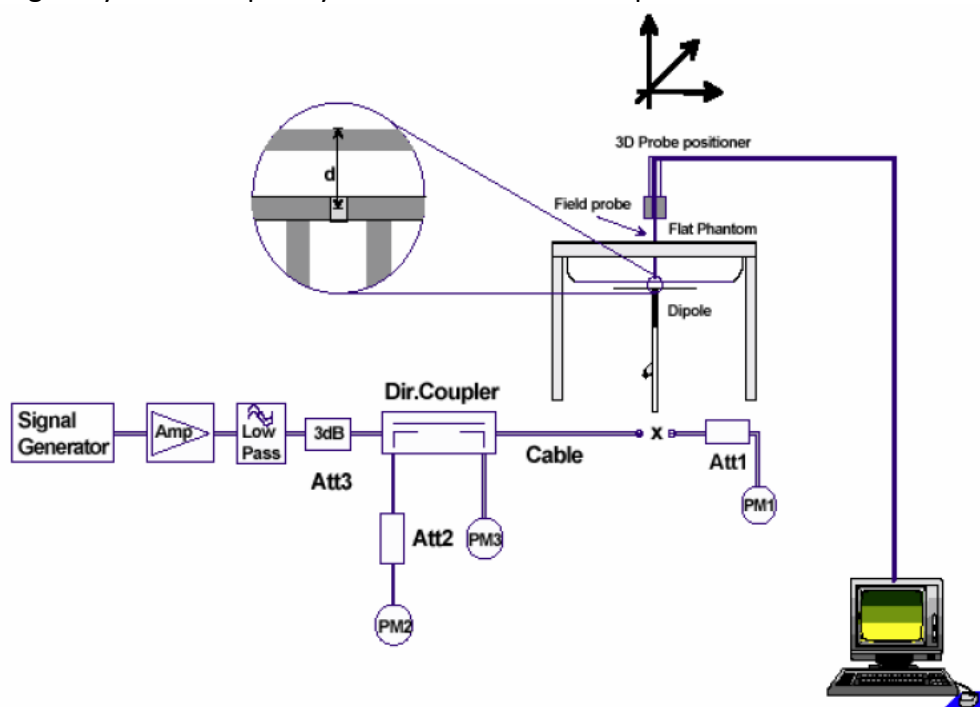 3D Probe positioner
d
Field probe
Flat Phantom
Dipole
Dir.Coupler
Signal
Generator
Amp
Low
Pass
3dB
Cable
x
Att1
Att3
PM1
Att2
PM3
PM2